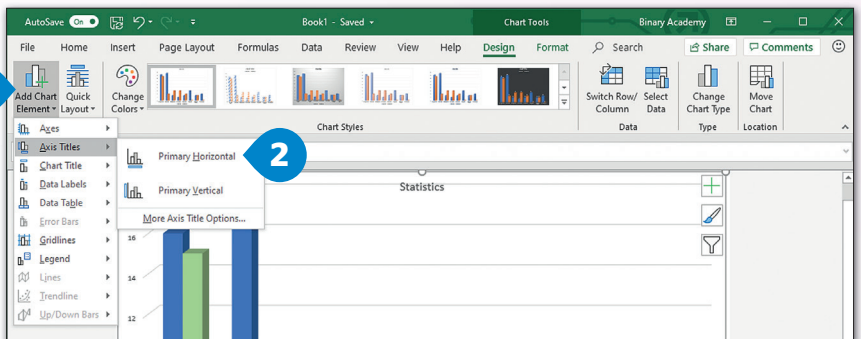 AutoSave On Book1 - Saved Chart Tools Binary Academy
File Home Insert Page Layout Formulas Data Review View Help Design Format Search Share Comments
Add Chart Element Quick Layout Change Colors Switch Row/ Column Select Data Change Chart Type Move Chart
Chart Styles Data Type Location
Axes
Axis Titles
Chart Title
Data Labels
Data Table
Error Bars
Gridlines
Legend
Lines
Trendline
Up/Down Bars
Primary Horizontal
2
Primary Vertical
More Axis Title Options...
Statistics
16
14
12